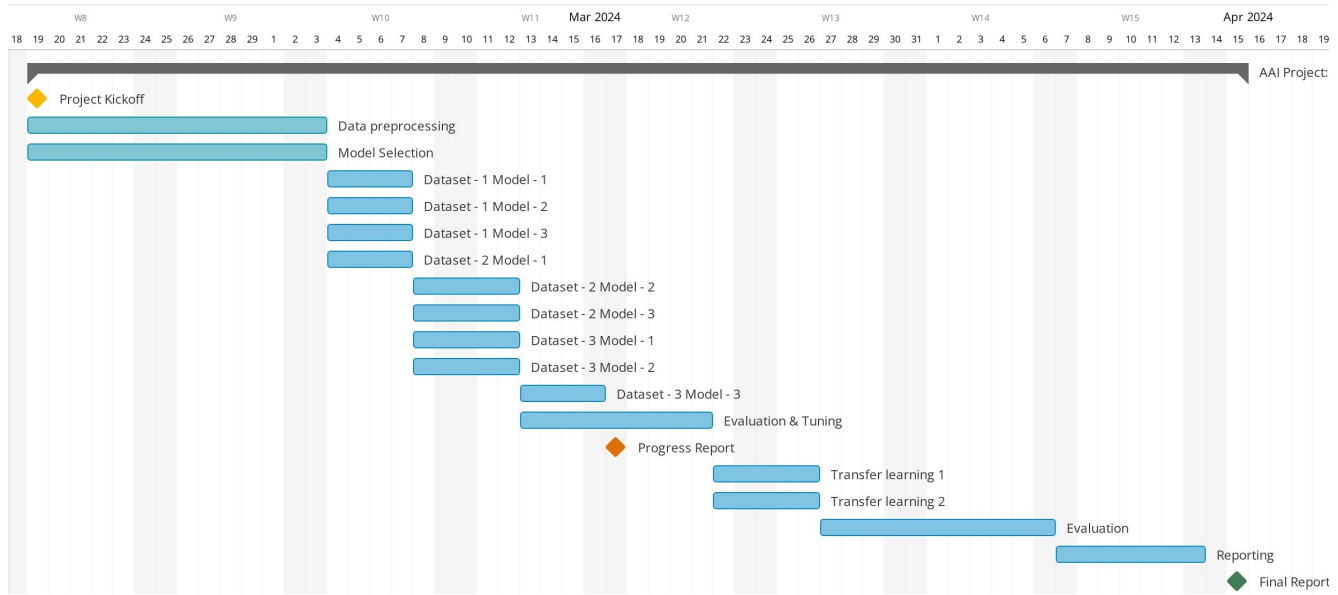 W8 W9 W10 W11 Mar 2024 W12 W13 W14 W15 Apr 2024
18 19 20 21 22 23 24 25 26 27 28 29 1 2 3 4 5 6 7 8 9 10 11 12 13 14 15 16 17 18 19 20 21 22 23 24 25 26 27 28 29 30 31 1 2 3 4 5 6 7 8 9 10 11 12 13 14 15 16 17 18 19
AAI Project:
Project Kickoff
Data preprocessing
Model Selection
Dataset - 1 Model - 1
Dataset - 1 Model - 2
Dataset - 1 Model - 3
Dataset - 2 Model - 1
Dataset - 2 Model - 2
Dataset - 2 Model - 3
Dataset - 3 Model - 1
Dataset - 3 Model - 2
Dataset - 3 Model - 3
Evaluation & Tuning
Progress Report
Transfer learning 1
Transfer learning 2
Evaluation
Reporting
Final Report